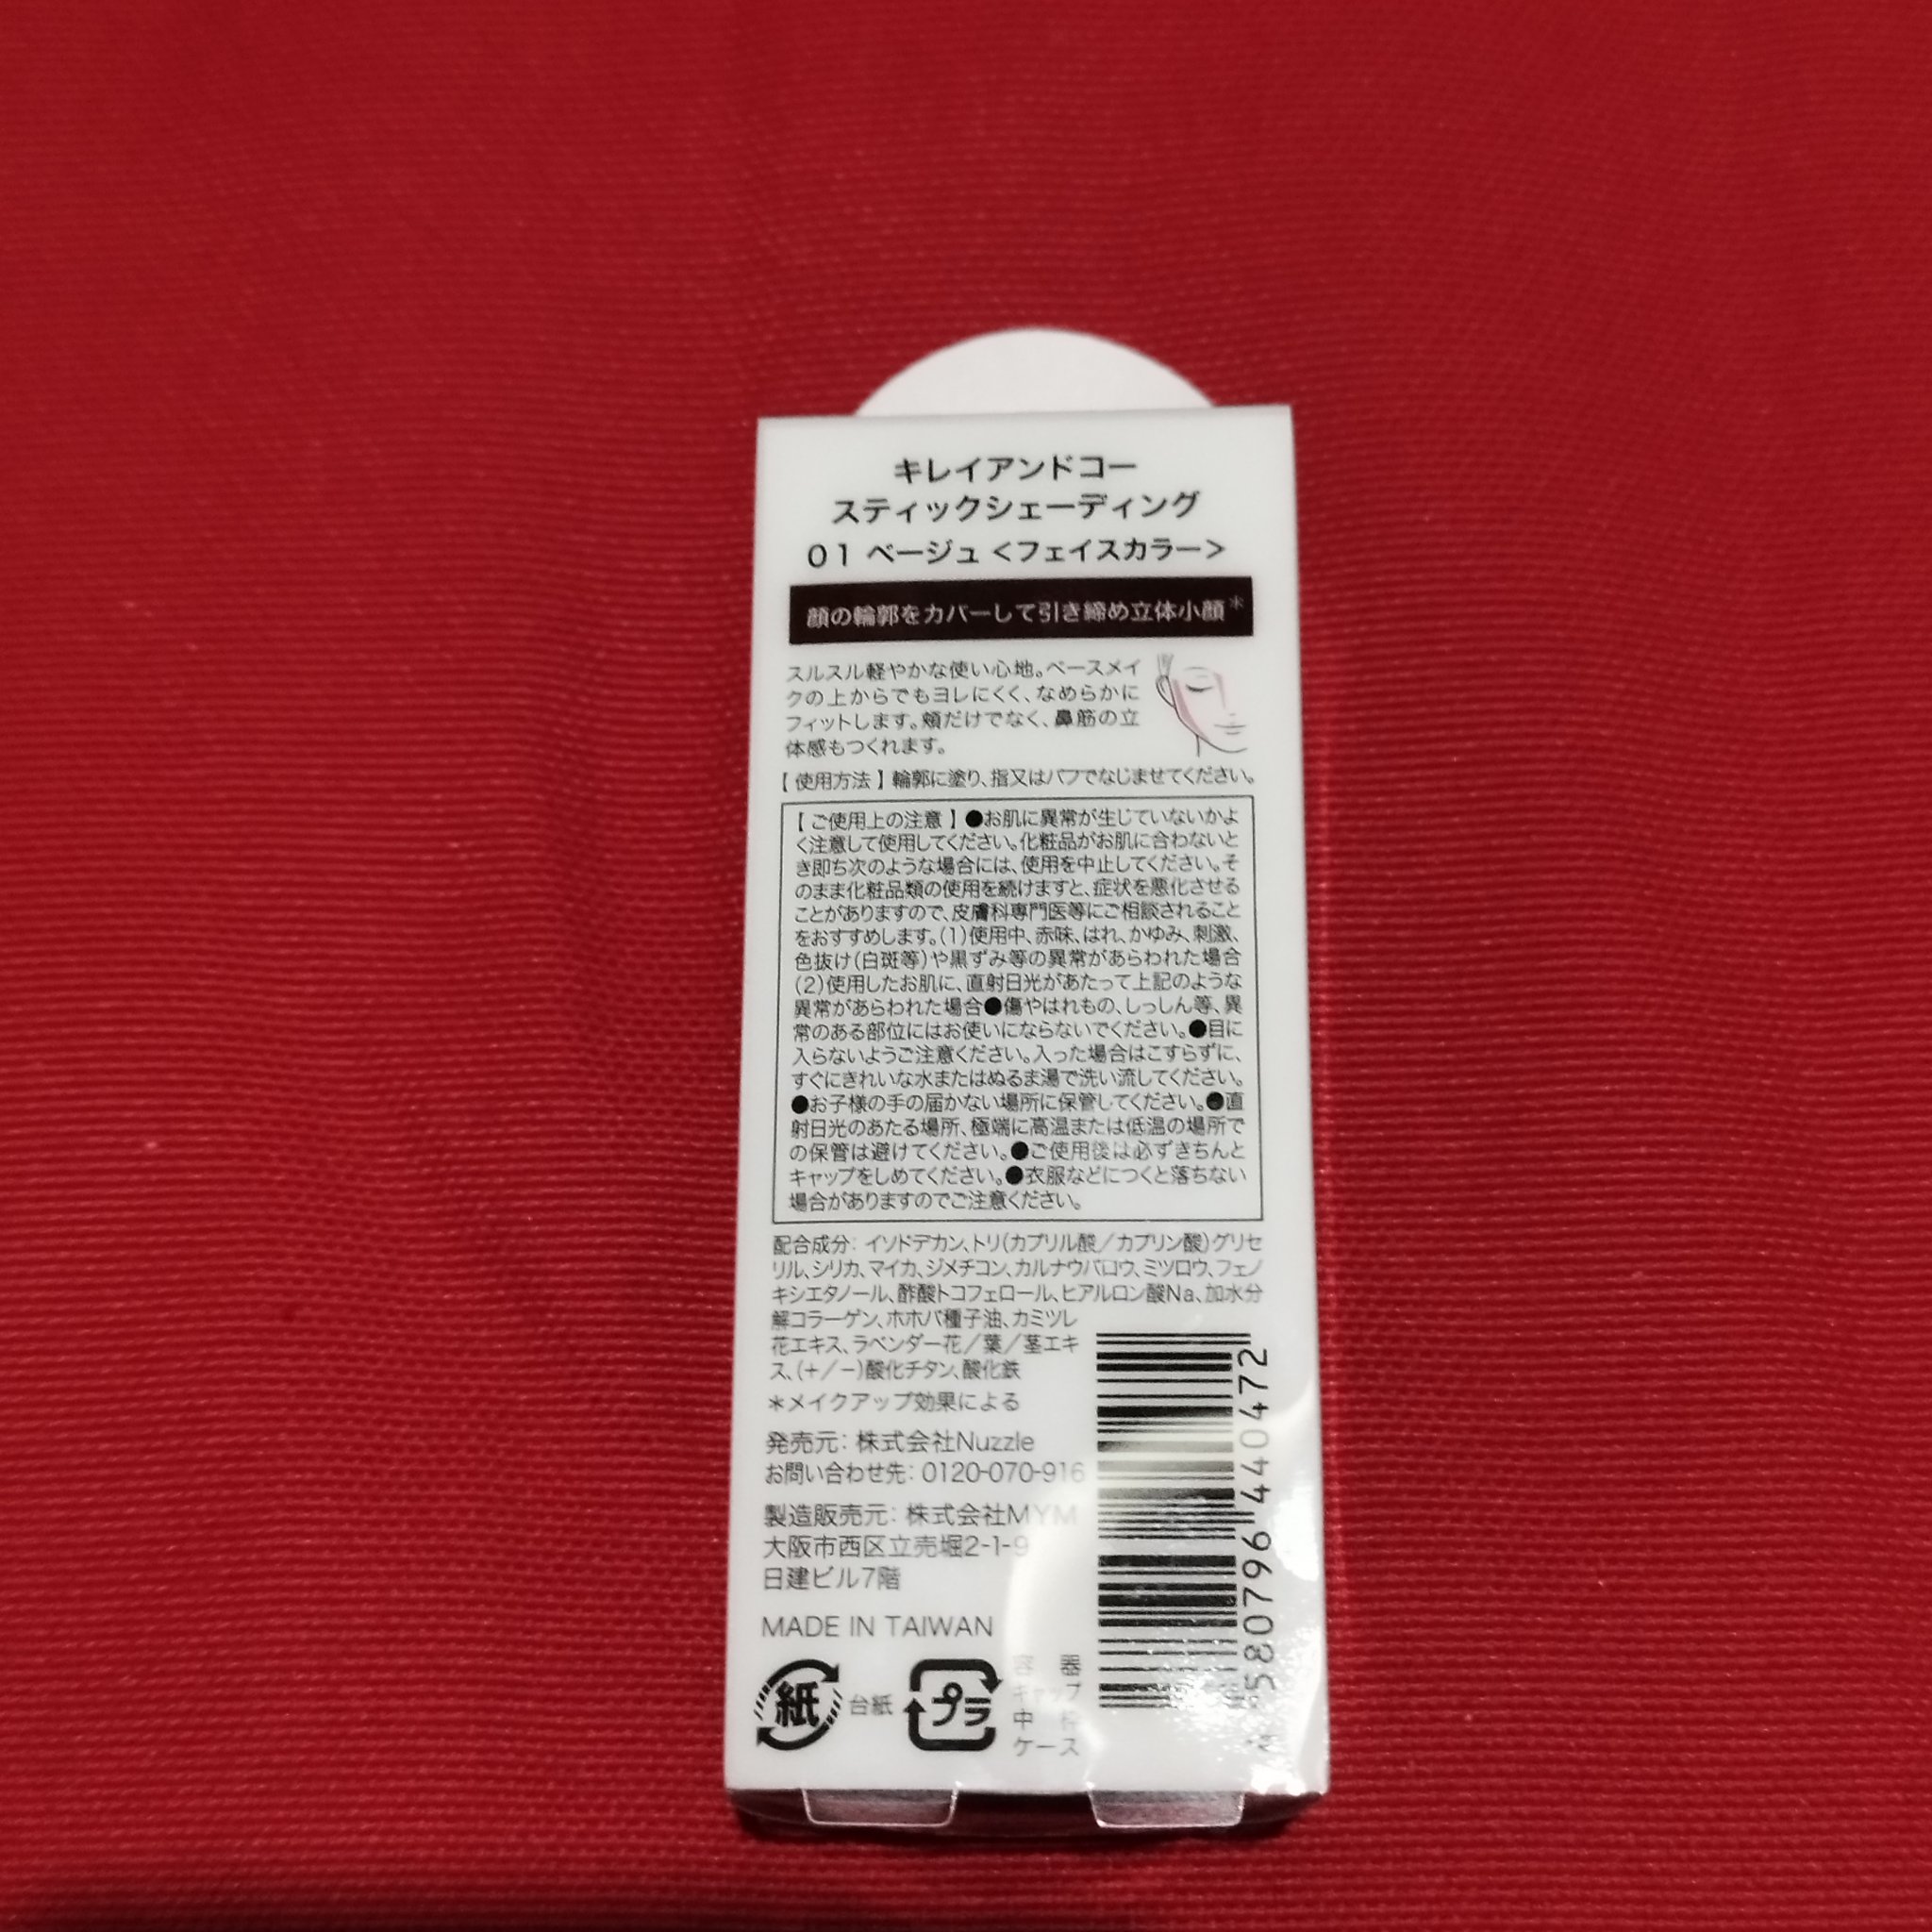 キレイアンドコー
スティックシェーディング
01 ベージュ＜フェイスカラー＞
顔の輪郭をカバーして引き締め立体小顔＊
スルスル軽やかな使い心地。ベースメイ
クの上からでもヨレにくく、なめらかに
フィットします。頬だけでなく、鼻筋の立
体感もつくれます。
【使用方法】輪郭に塗り、指又はパフでなじませてください。
【ご使用上の注意】●お肌に異常が生じていないかよ
く注意して使用してください。化粧品がお肌に合わないと
き即ち次のような場合には、使用を中止してください。そ
のまま化粧品類の使用を続けますと、症状を悪化させる
ことがありますので、皮膚科専門医等にご相談されること
をおすすめします。(1)使用中、赤味、はれ、かゆみ、刺激、
色抜け(白斑等)や黒ずみ等の異常があらわれた場合
(2)使用したお肌に、直射日光があたって上記のような
異常があらわれた場合●傷やはれもの、しっしん等、異
常のある部位にはお使いにならないでください。●目に
入らないようご注意ください。入った場合はこすらずに、
すぐにきれいな水またはぬるま湯で洗い流してください。
●お子様の手の届かない場所に保管してください。●直
射日光のあたる場所、極端に高温または低温の場所で
の保管は避けてください。●ご使用後は必ずきちんと
キャップをしめてください。●衣服などにつくと落ちない
場合がありますのでご注意ください。
配合成分：イソドデカン、トリ(カプリル酸／カプリン酸)グリセ
リル、シリカ、マイカ、ジメチコン、カルナウバロウ、ミツロウ、フェノ
キシエタノール、酢酸トコフェロール、ヒアルロン酸Na、加水分
解コラーゲン、ホホバ種子油、カミツレ
花エキス、ラベンダー花／葉／茎エキ
ス、(＋／－)酸化チタン、酸化鉄
＊メイクアップ効果による
発売元：株式会社Nuzzle
お問い合わせ先：0120-070-916
製造販売元：株式会社MYM
大阪市西区立売堀2-1-9
日建ビル7階
MADE IN TAIWAN
紙
台紙
プラ
容器
キャップ
中枠
ケース
580796 440472